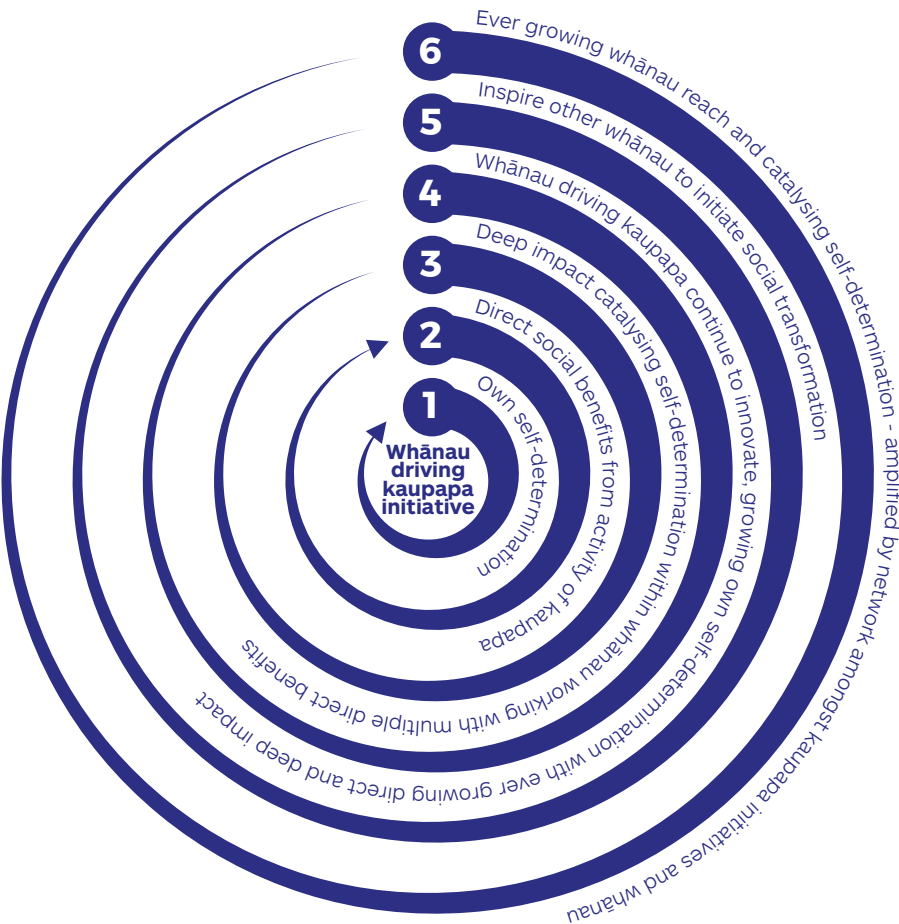 6
Ever growing whānau reach and catalysing self-determination - amplified by network amongst kaupapa initiatives and whānau
5
Inspire other whānau to initiate social transformation
4
Whānau driving kaupapa continue to innovate, growing own self-determination with ever growing direct and deep impact
3
Deep impact catalysing self-determination within whānau working with multiple direct benefits
2
Direct social benefits from activity of kaupapa
1
Own self-determination
Whānau
driving
kaupapa
initiative